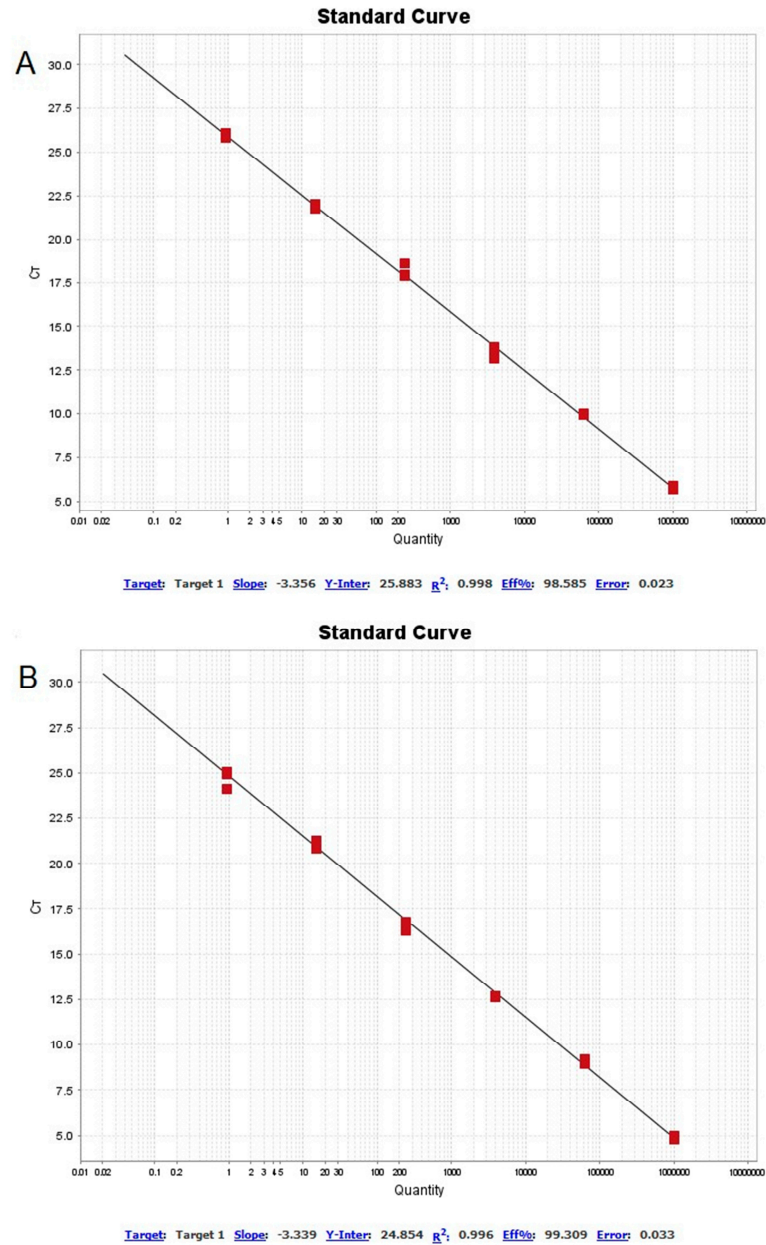 Standard Curve
A
30.0
27.5
25.0
22.5
20.0
17.5
15.0
12.5
10.0
7.5
5.0
CT
0.01 0.02 0.1 0.2 1 2 3 4 5 10 20 30 100 200 1000 10000 100000 1000000 10000000
Quantity
Target: Target 1 Slope: -3.356 Y-Inter: 25.883 R²: 0.998 Eff%: 98.585 Error: 0.023
Standard Curve
B
30.0
27.5
25.0
22.5
20.0
17.5
15.0
12.5
10.0
7.5
5.0
CT
0.01 0.02 0.1 0.2 1 2 3 4 5 10 20 30 100 200 1000 10000 100000 1000000 10000000
Quantity
Target: Target 1 Slope: -3.339 Y-Inter: 24.854 R²: 0.996 Eff%: 99.309 Error: 0.033